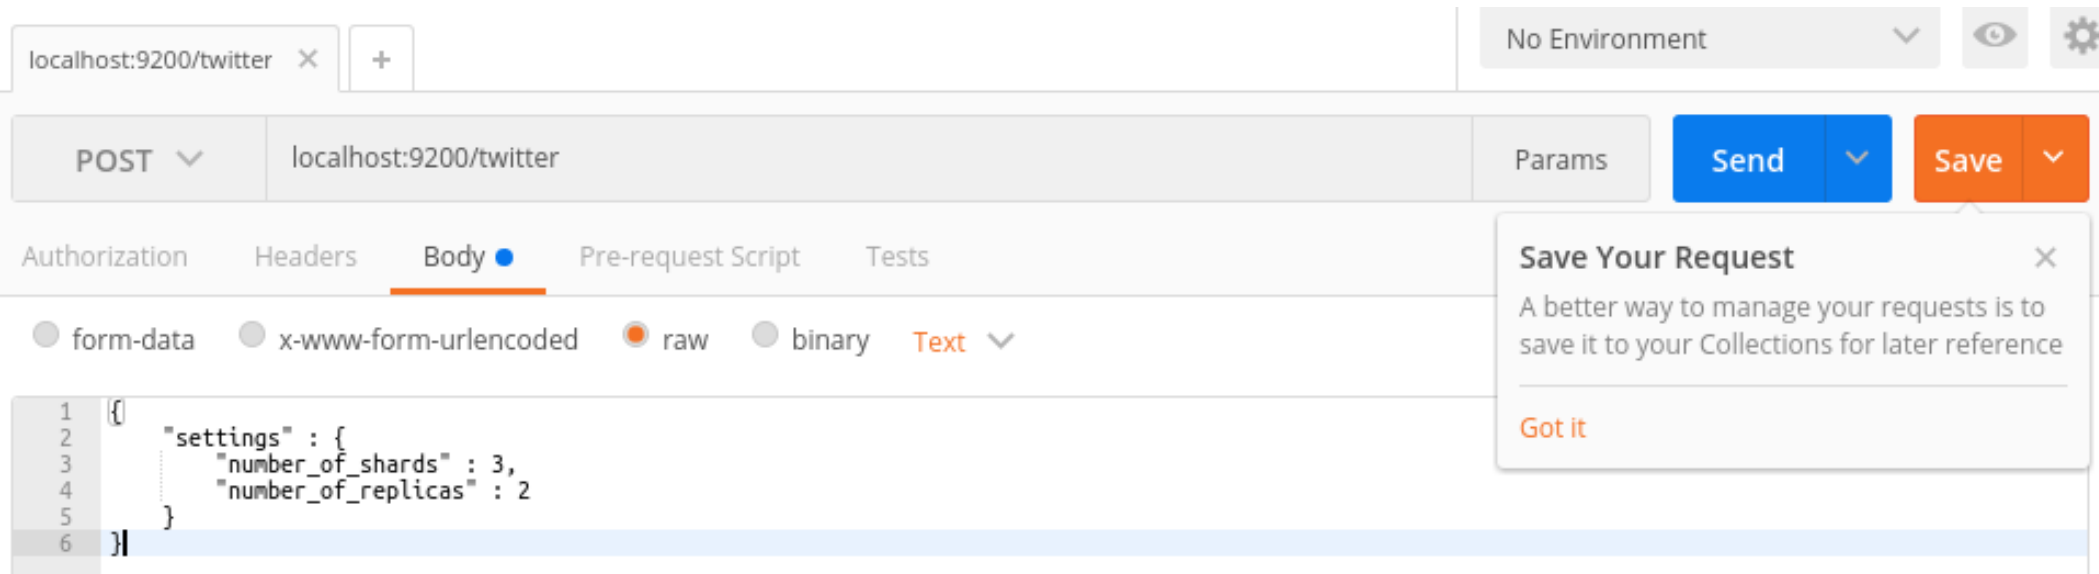 localhost:9200/twitter
No Environment
POST
localhost:9200/twitter
Params
Send
Save
Authorization
Headers
Body
Pre-request Script
Tests
Save Your Request
A better way to manage your requests is to
save it to your Collections for later reference
Got it
form-data
x-www-form-urlencoded
raw
binary
Text
1 {
2 "settings" : {
3 "number_of_shards" : 3,
4 "number_of_replicas" : 2
5 }
6 }